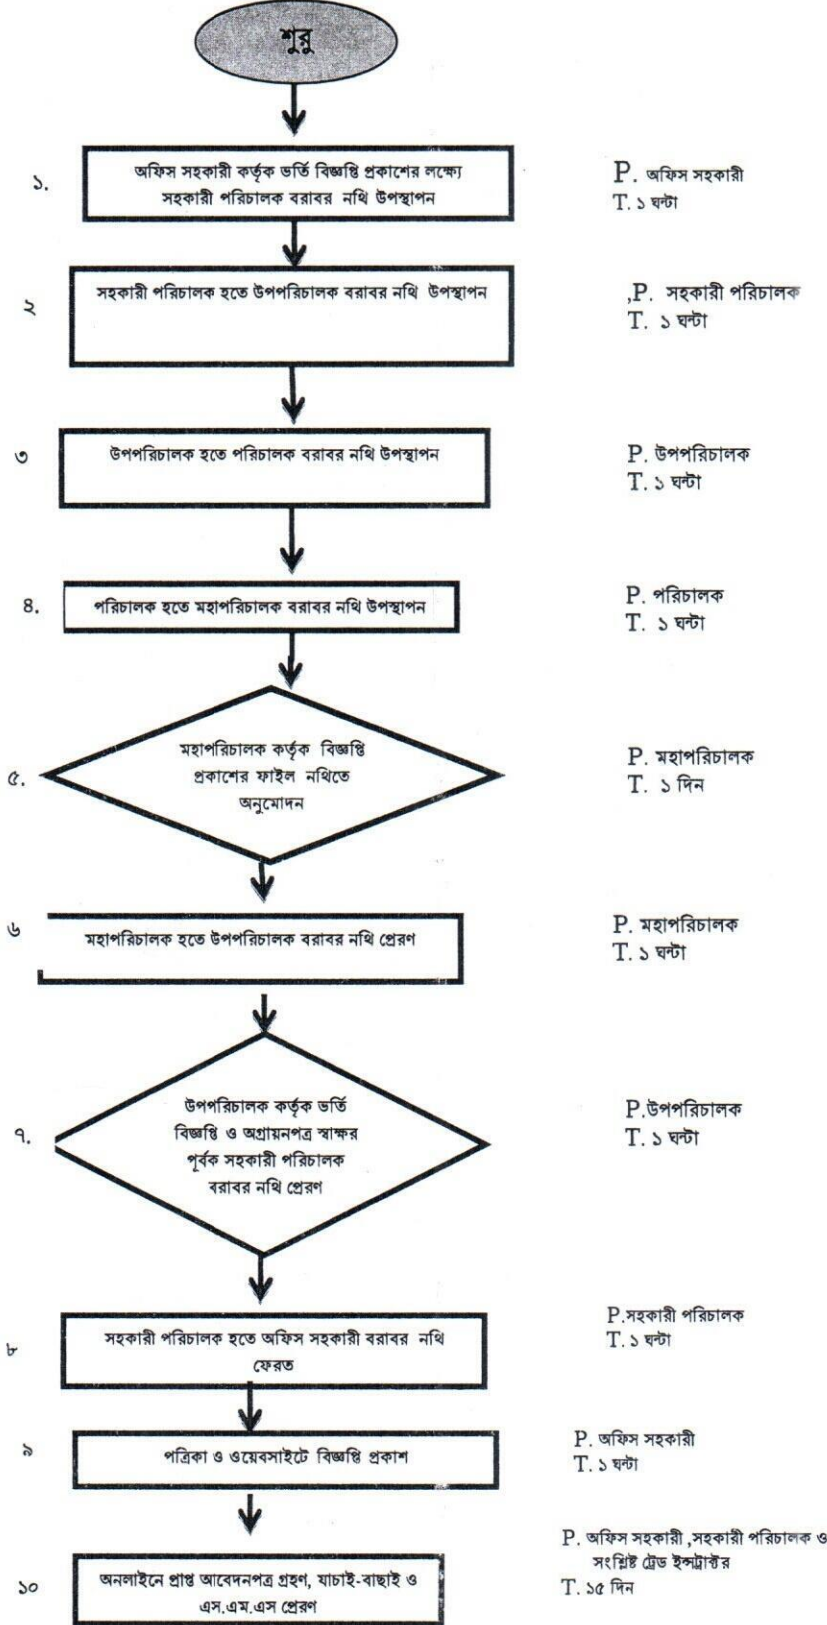 শুরু
১.
অফিস সহকারী কর্তৃক ভর্তি বিজ্ঞপ্তি প্রকাশের লক্ষ্যে
সহকারী পরিচালক বরাবর নথি উপস্থাপন
P. অফিস সহকারী
T. ১ ঘন্টা
২
সহকারী পরিচালক হতে উপপরিচালক বরাবর নথি উপস্থাপন
,P. সহকারী পরিচালক
T. ১ ঘন্টা
৩
উপপরিচালক হতে পরিচালক বরাবর নথি উপস্থাপন
P. উপপরিচালক
T. ১ ঘন্টা
৪.
পরিচালক হতে মহাপরিচালক বরাবর নথি উপস্থাপন
P. পরিচালক
T. ১ ঘন্টা
৫.
মহাপরিচালক কর্তৃক বিজ্ঞপ্তি
প্রকাশের ফাইল নথিতে
অনুমোদন
P. মহাপরিচালক
T. ১ দিন
৬
মহাপরিচালক হতে উপপরিচালক বরাবর নথি প্রেরণ
P. মহাপরিচালক
T. ১ ঘন্টা
৭.
উপপরিচালক কর্তৃক ভর্তি
বিজ্ঞপ্তি ও অগ্রায়নপত্র স্বাক্ষর
পূর্বক সহকারী পরিচালক
বরাবর নথি প্রেরণ
P.উপপরিচালক
T. ১ ঘন্টা
৮
সহকারী পরিচালক হতে অফিস সহকারী বরাবর নথি
ফেরত
P.সহকারী পরিচালক
T. ১ ঘন্টা
৯
পত্রিকা ও ওয়েবসাইটে বিজ্ঞপ্তি প্রকাশ
P. অফিস সহকারী
T. ১ ঘন্টা
১০
অনলাইনে প্রাপ্ত আবেদনপত্র গ্রহণ, যাচাই-বাছাই ও
এস.এম.এস প্রেরণ
P. অফিস সহকারী ,সহকারী পরিচালক ও
সংশ্লিষ্ট ট্রেড ইন্সট্রাক্টর
T. ১৫ দিন